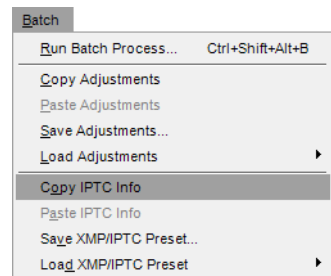 Batch
Run Batch Process... Ctrl+Shift+Alt+B
Copy Adjustments
Paste Adjustments
Save Adjustments...
Load Adjustments
Copy IPTC Info
Paste IPTC Info
Save XMP/IPTC Preset...
Load XMP/IPTC Preset